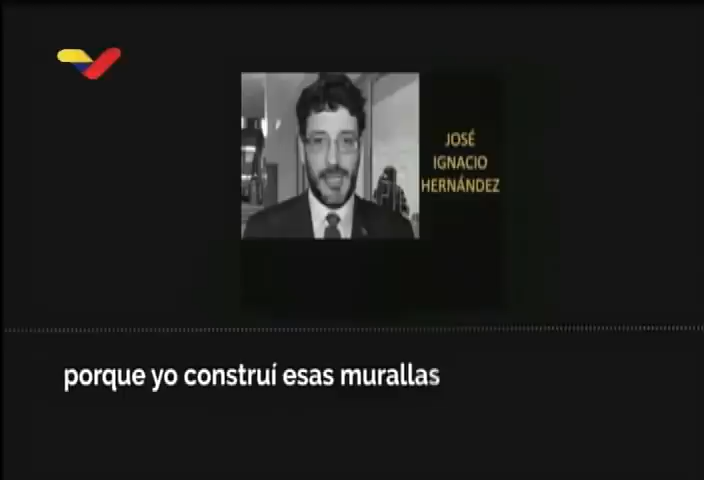 JOSÉ
IGNACIO
HERNÁNDEZ
porque yo construí esas murallas